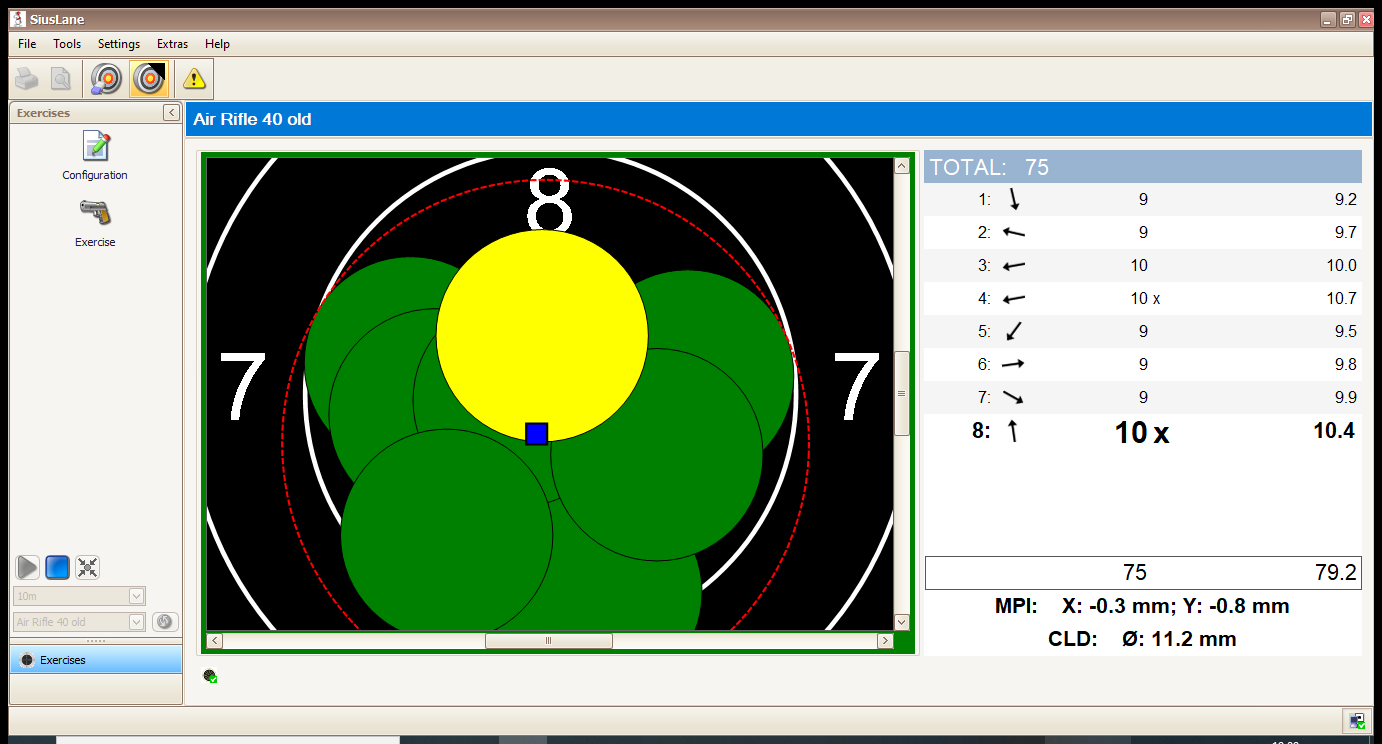 SiusLane
File Tools Settings Extras Help
Exercises
Configuration
Exercise
10m
Air Rifle 40 old
Exercises
Air Rifle 40 old
8
7 7
TOTAL: 75
1: 9 9.2
2: 9 9.7
3: 10 10.0
4: 10 x 10.7
5: 9 9.5
6: 9 9.8
7: 9 9.9
8: 10 x 10.4
75 79.2
MPI: X: -0.3 mm; Y: -0.8 mm
CLD: Ø: 11.2 mm